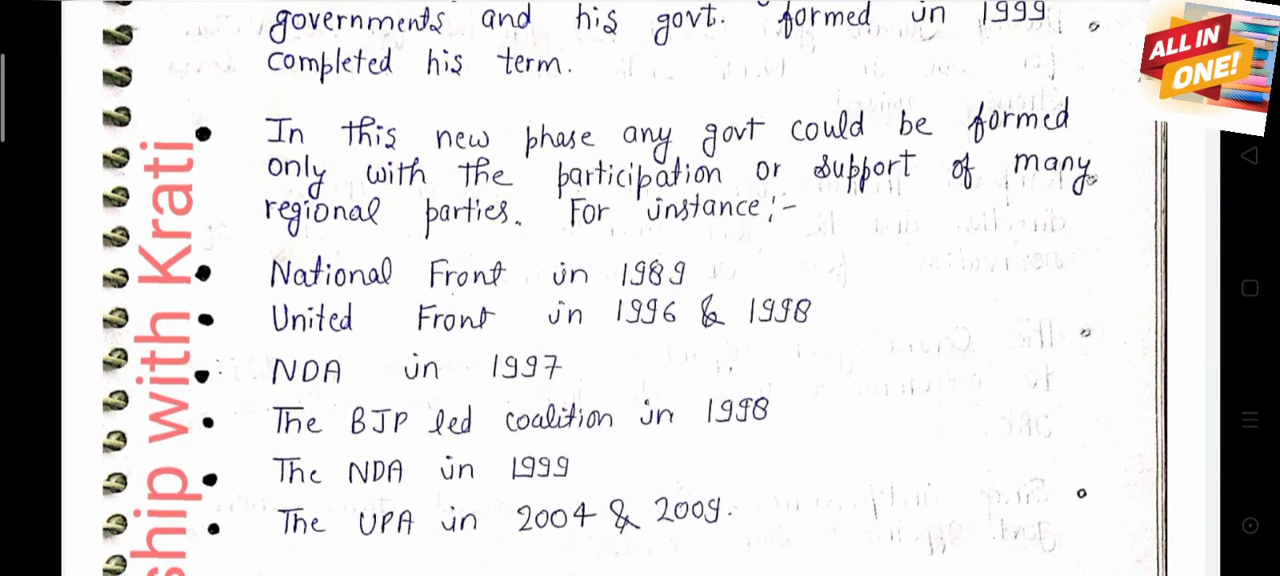 governments and his govt. formed in 1999
completed his term.
In this new phase any govt could be formed
only with the participation or support of many
regional parties. For instance:-
National Front in 1989
United Front in 1996 & 1998
NDA in 1997
The BJP led coalition in 1998
The NDA in 1999
The UPA in 2004 & 2009.
ship with Krati
ALL IN
ONE!